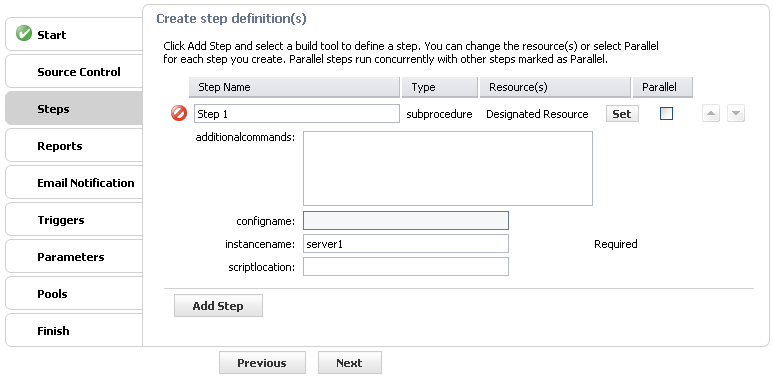 Create step definition(s)
Start
Source Control
Steps
Reports
Email Notification
Triggers
Parameters
Pools
Finish
Click Add Step and select a build tool to define a step. You can change the resource(s) or select Parallel
for each step you create. Parallel steps run concurrently with other steps marked as Parallel.
Step Name Type Resource(s) Parallel
Step 1 subprocedure Designated Resource Set
additionalcommands:
configname:
instancename: server1 Required
scriptlocation:
Add Step
Previous Next